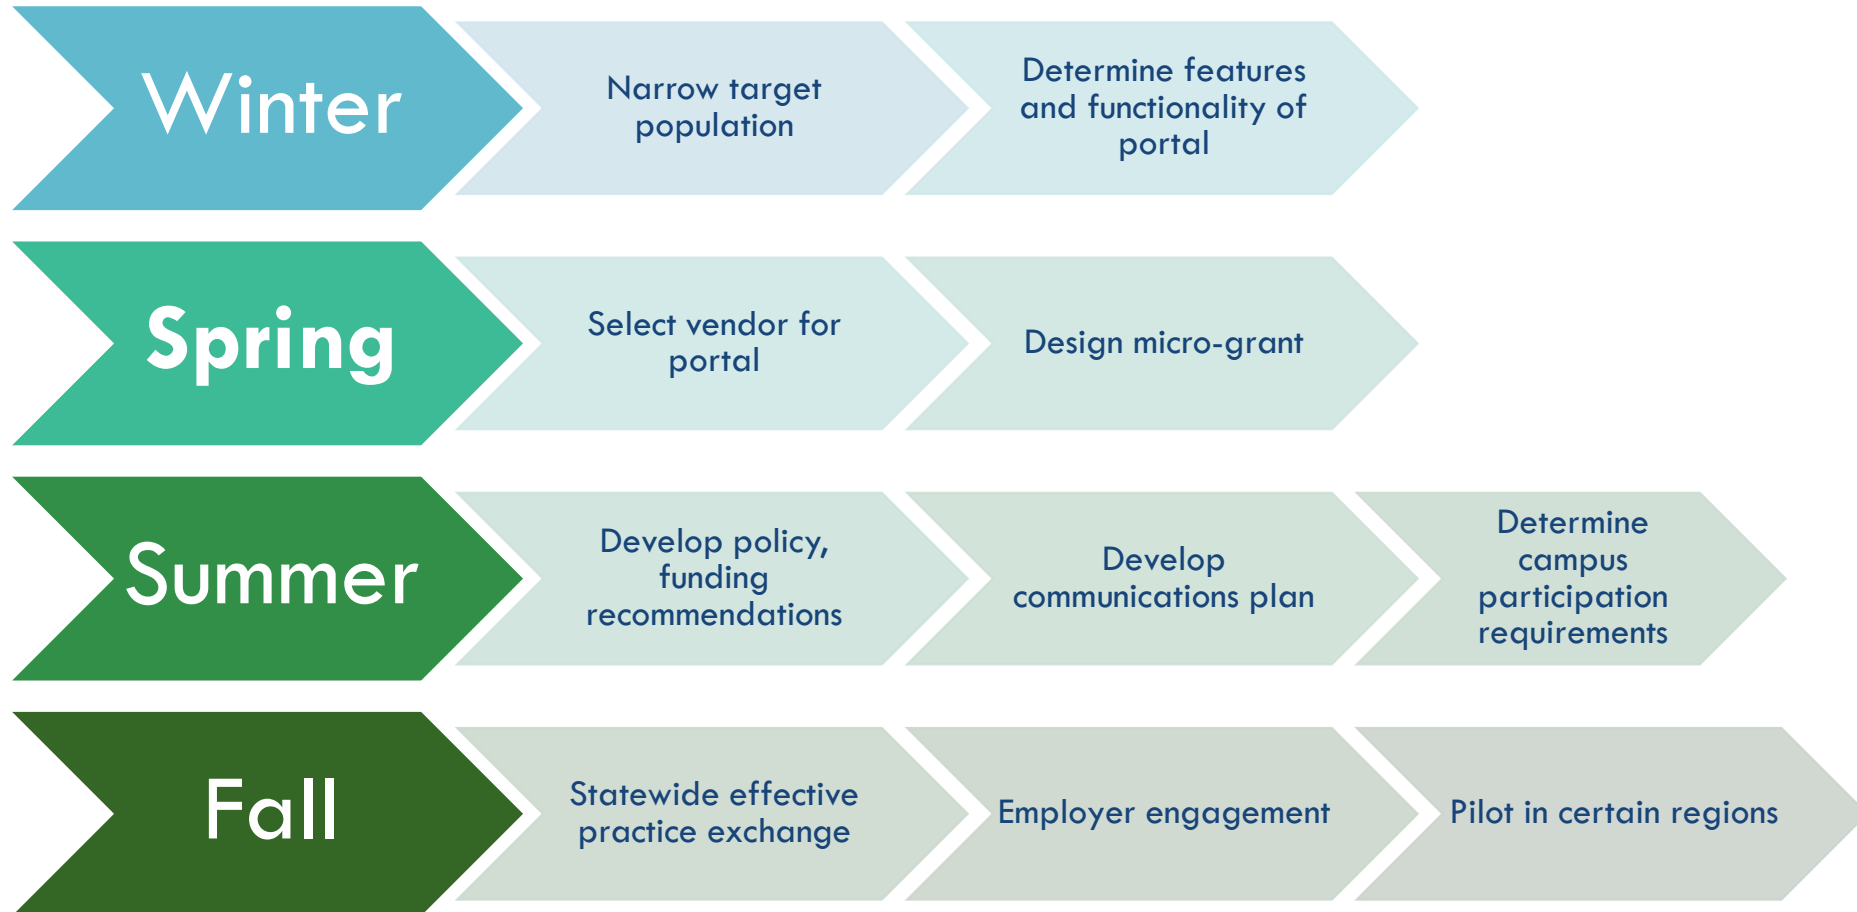 Winter
Narrow target
population
Determine features
and functionality of
portal
Spring
Select vendor for
portal
Design micro-grant
Summer
Develop policy,
funding
recommendations
Develop
communications plan
Determine
campus
participation
requirements
Fall
Statewide effective
practice exchange
Employer engagement
Pilot in certain regions